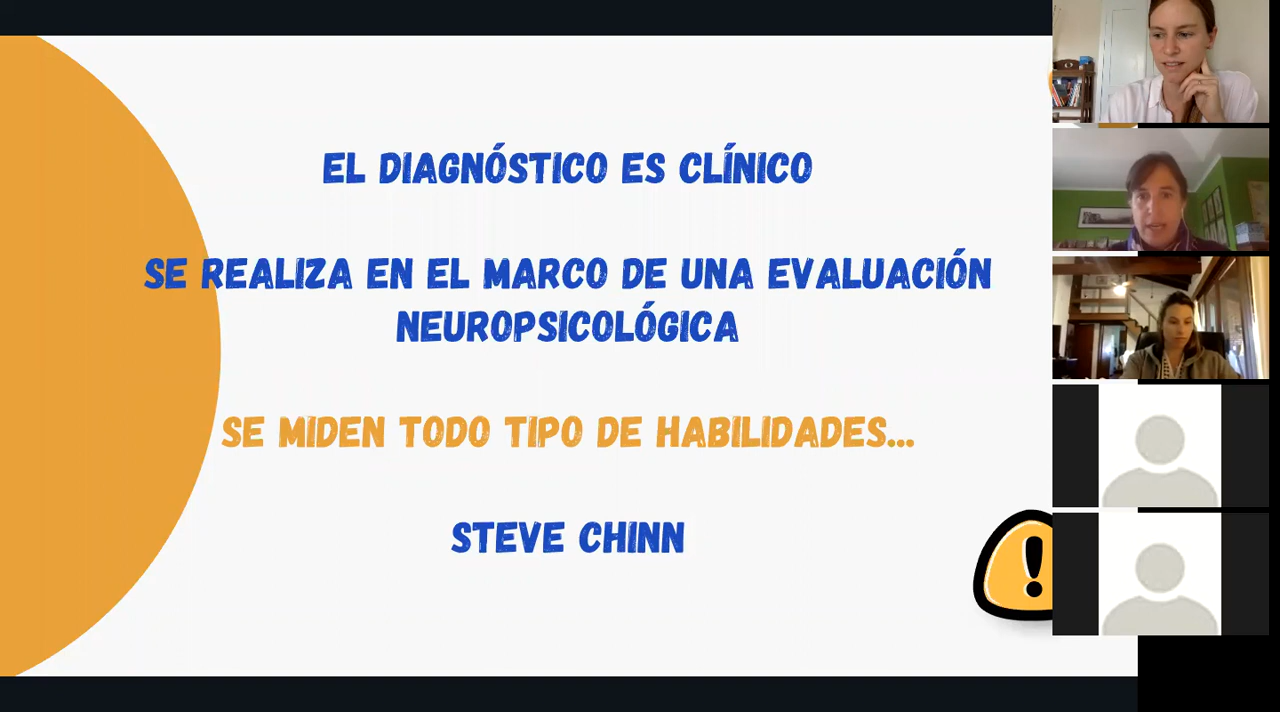 EL DIAGNÓSTICO ES CLÍNICO
SE REALIZA EN EL MARCO DE UNA EVALUACIÓN
NEUROPSICOLÓGICA
SE MIDEN TODO TIPO DE HABILIDADES...
STEVE CHINN
!